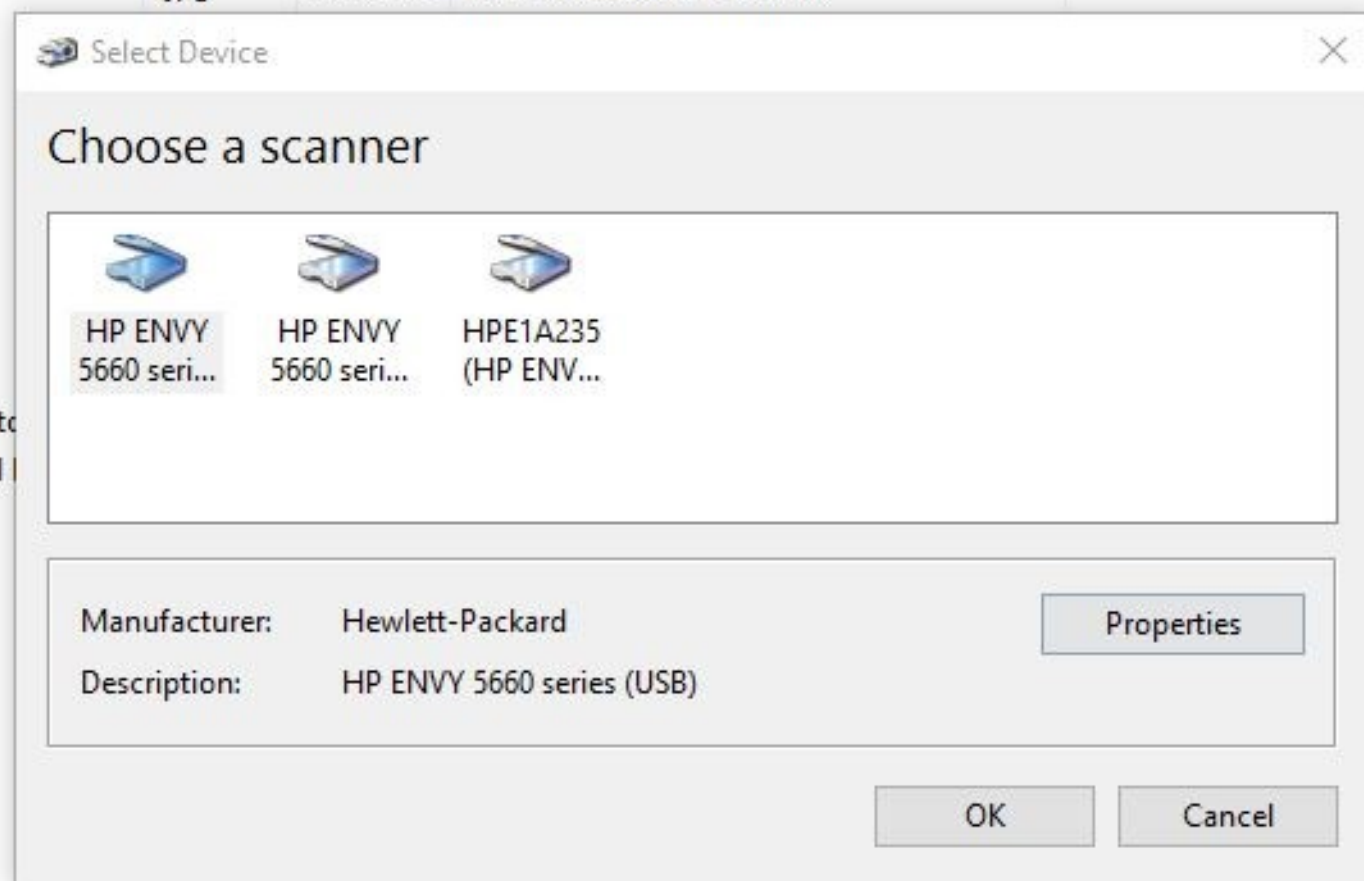 Select Device
Choose a scanner
HP ENVY
5660 seri...
HP ENVY
5660 seri...
HPE1A235
(HP ENV...
Manufacturer: Hewlett-Packard
Properties
Description: HP ENVY 5660 series (USB)
OK Cancel